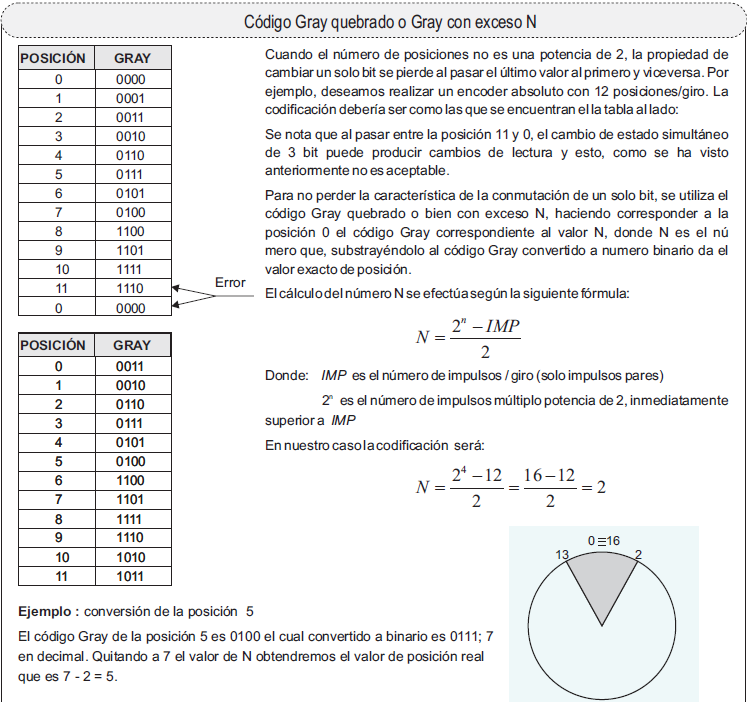 Código Gray quebrado o Gray con exceso N
POSICIÓN GRAY
0 0000
1 0001
2 0011
3 0010
4 0110
5 0111
6 0101
7 0100
8 1100
9 1101
10 1111
11 1110
0 0000
Error
Cuando el número de posiciones no es una potencia de 2, la propiedad de
cambiar un solo bit se pierde al pasar el último valor al primero y viceversa. Por
ejemplo, deseamos realizar un encoder absoluto con 12 posiciones/giro. La
codificación debería ser como las que se encuentran el la tabla al lado:
Se nota que al pasar entre la posición 11 y 0, el cambio de estado simultáneo
de 3 bit puede producir cambios de lectura y esto, como se ha visto
anteriormente no es aceptable.
Para no perder la característica de la conmutación de un solo bit, se utiliza el
código Gray quebrado o bien con exceso N, haciendo corresponder a la
posición 0 el código Gray correspondiente al valor N, donde N es el nú
mero que, substrayéndolo al código Gray convertido a numero binario da el
valor exacto de posición.
El cálculo del número N se efectúa según la siguiente fórmula:
N = (2ⁿ − IMP) / 2
Donde: IMP es el número de impulsos / giro (solo impulsos pares)
2ⁿ es el número de impulsos múltiplo potencia de 2, inmediatamente
superior a IMP
En nuestro caso la codificación será:
N = (2⁴ − 12) / 2 = (16 − 12) / 2 = 2
POSICIÓN GRAY
0 0011
1 0010
2 0110
3 0111
4 0101
5 0100
6 1100
7 1101
8 1111
9 1110
10 1010
11 1011
0 ≡ 16
13 2
Ejemplo : conversión de la posición 5
El código Gray de la posición 5 es 0100 el cual convertido a binario es 0111; 7
en decimal. Quitando a 7 el valor de N obtendremos el valor de posición real
que es 7 - 2 = 5.